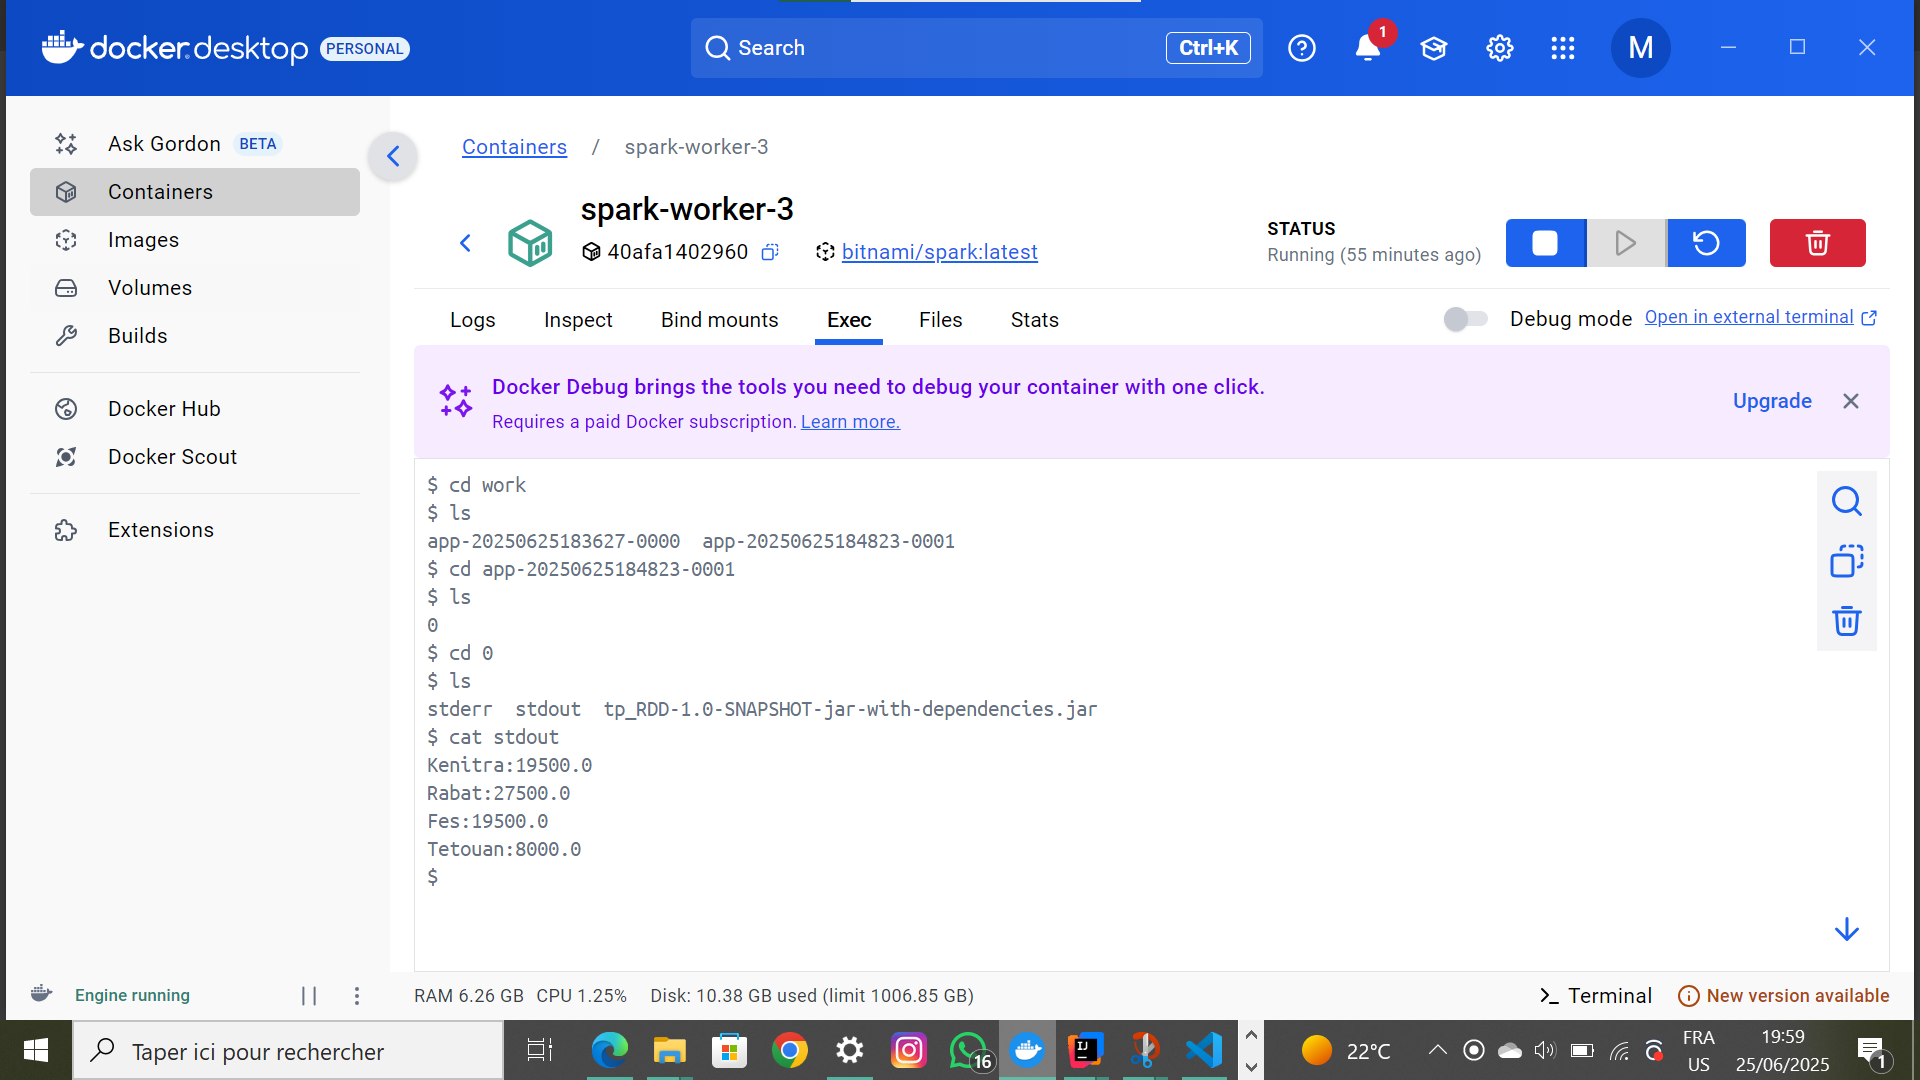 docker desktop PERSONAL
Search
Ctrl+K
1
M
Ask Gordon BETA
Containers
Images
Volumes
Builds
Docker Hub
Docker Scout
Extensions
Containers / spark-worker-3
spark-worker-3
40afa1402960
bitnami/spark:latest
STATUS
Running (55 minutes ago)
Logs Inspect Bind mounts Exec Files Stats
Debug mode
Open in external terminal
Docker Debug brings the tools you need to debug your container with one click.
Requires a paid Docker subscription. Learn more.
Upgrade
$ cd work
$ ls
app-20250625183627-0000  app-20250625184823-0001
$ cd app-20250625184823-0001
$ ls
0
$ cd 0
$ ls
stderr  stdout  tp_RDD-1.0-SNAPSHOT-jar-with-dependencies.jar
$ cat stdout
Kenitra:19500.0
Rabat:27500.0
Fes:19500.0
Tetouan:8000.0
$
Engine running
RAM 6.26 GB CPU 1.25% Disk: 10.38 GB used (limit 1006.85 GB)
Terminal
New version available
Taper ici pour rechercher
16
IJ
22°C
FRA
US
19:59
25/06/2025
1